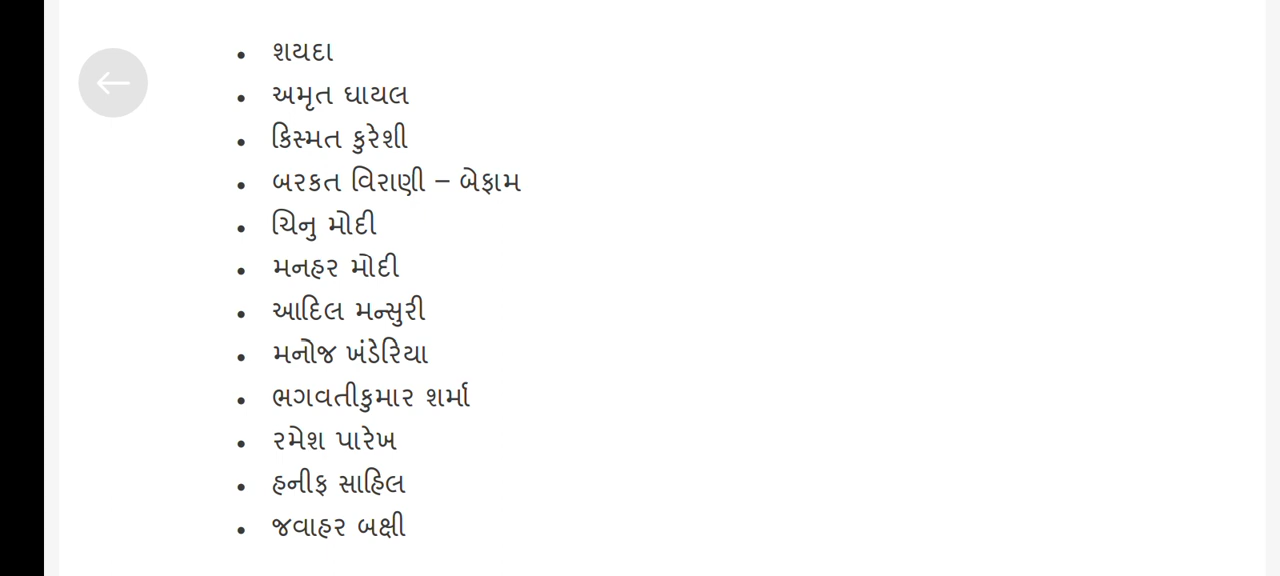 • શયદા
• અમૃત ઘાયલ
• કિસ્મત કુરેશી
• બરકત વિરાણી – બેફામ
• ચિનુ મોદી
• મનહર મોદી
• આદિલ મન્સુરી
• મનોજ ખંડેરિયા
• ભગવતીકુમાર શર્મા
• રમેશ પારેખ
• હનીફ સાહિલ
• જવાહર બક્ષી